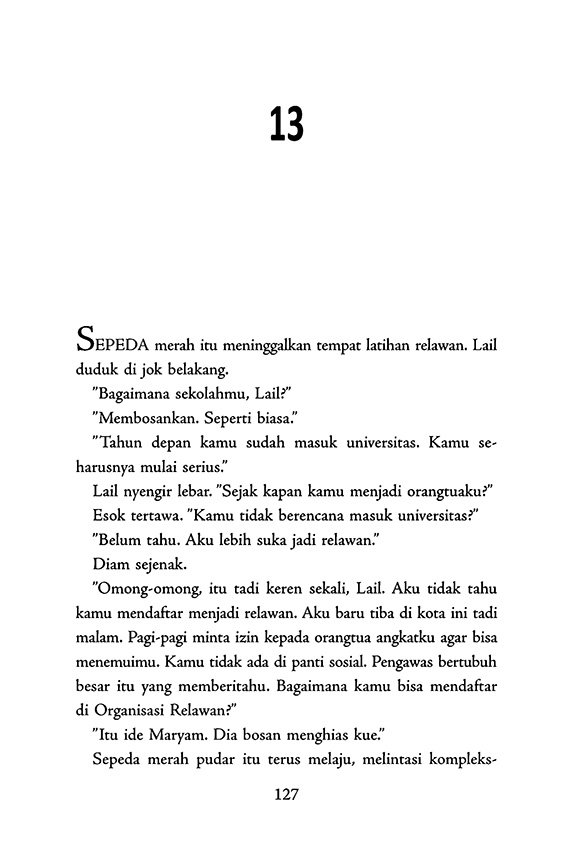 13
SEPEDA merah itu meninggalkan tempat latihan relawan. Lail
duduk di jok belakang.
"Bagaimana sekolahmu, Lail?"
"Membosankan. Seperti biasa."
"Tahun depan kamu sudah masuk universitas. Kamu se-
harusnya mulai serius."
Lail nyengir lebar. "Sejak kapan kamu menjadi orangtuaku?"
Esok tertawa. "Kamu tidak berencana masuk universitas?"
"Belum tahu. Aku lebih suka jadi relawan."
Diam sejenak.
"Omong-omong, itu tadi keren sekali, Lail. Aku tidak tahu
kamu mendaftar menjadi relawan. Aku baru tiba di kota ini tadi
malam. Pagi-pagi minta izin kepada orangtua angkatku agar bisa
menemuimu. Kamu tidak ada di panti sosial. Pengawas bertubuh
besar itu yang memberitahu. Bagaimana kamu bisa mendaftar
di Organisasi Relawan?"
"Itu ide Maryam. Dia bosan menghias kue."
Sepeda merah pudar itu terus melaju, melintasi kompleks-
127